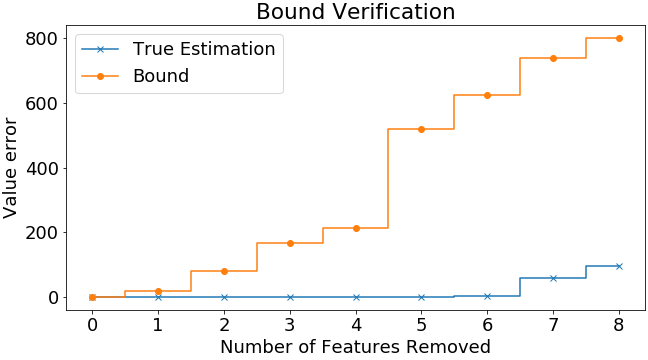 Bound Verification
True Estimation
Bound
800
600
400
200
0
Value error
0 1 2 3 4 5 6 7 8
Number of Features Removed